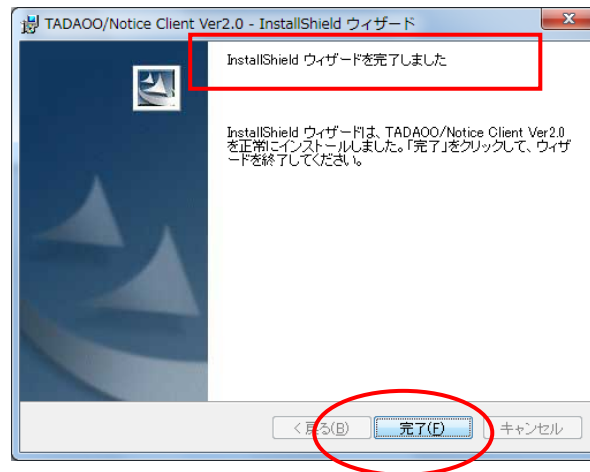 TADAOO/Notice Client Ver2.0 - InstallShield ウィザード
InstallShield ウィザードを完了しました
InstallShield ウィザードは、TADAOO/Notice Client Ver2.0
を正常にインストールしました。「完了」をクリックして、ウィザ
ードを終了してください。
< 戻る(B) 完了(F) キャンセル